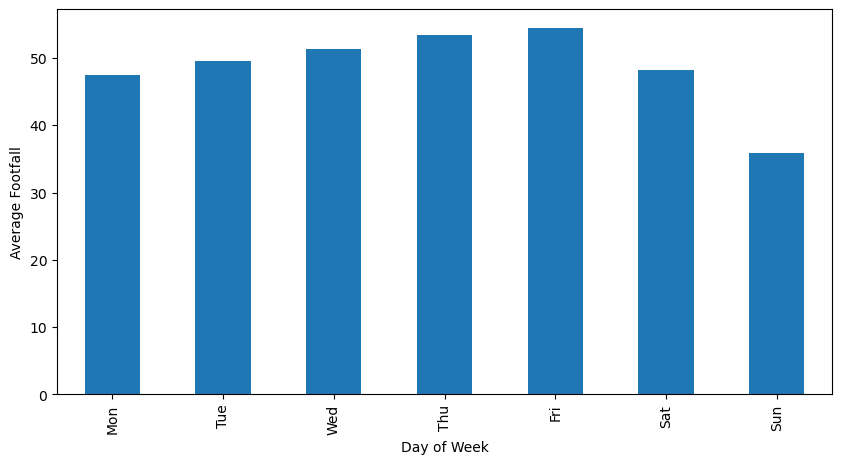 Average Footfall
50
40
30
20
10
0
Mon
Tue
Wed
Thu
Fri
Sat
Sun
Day of Week